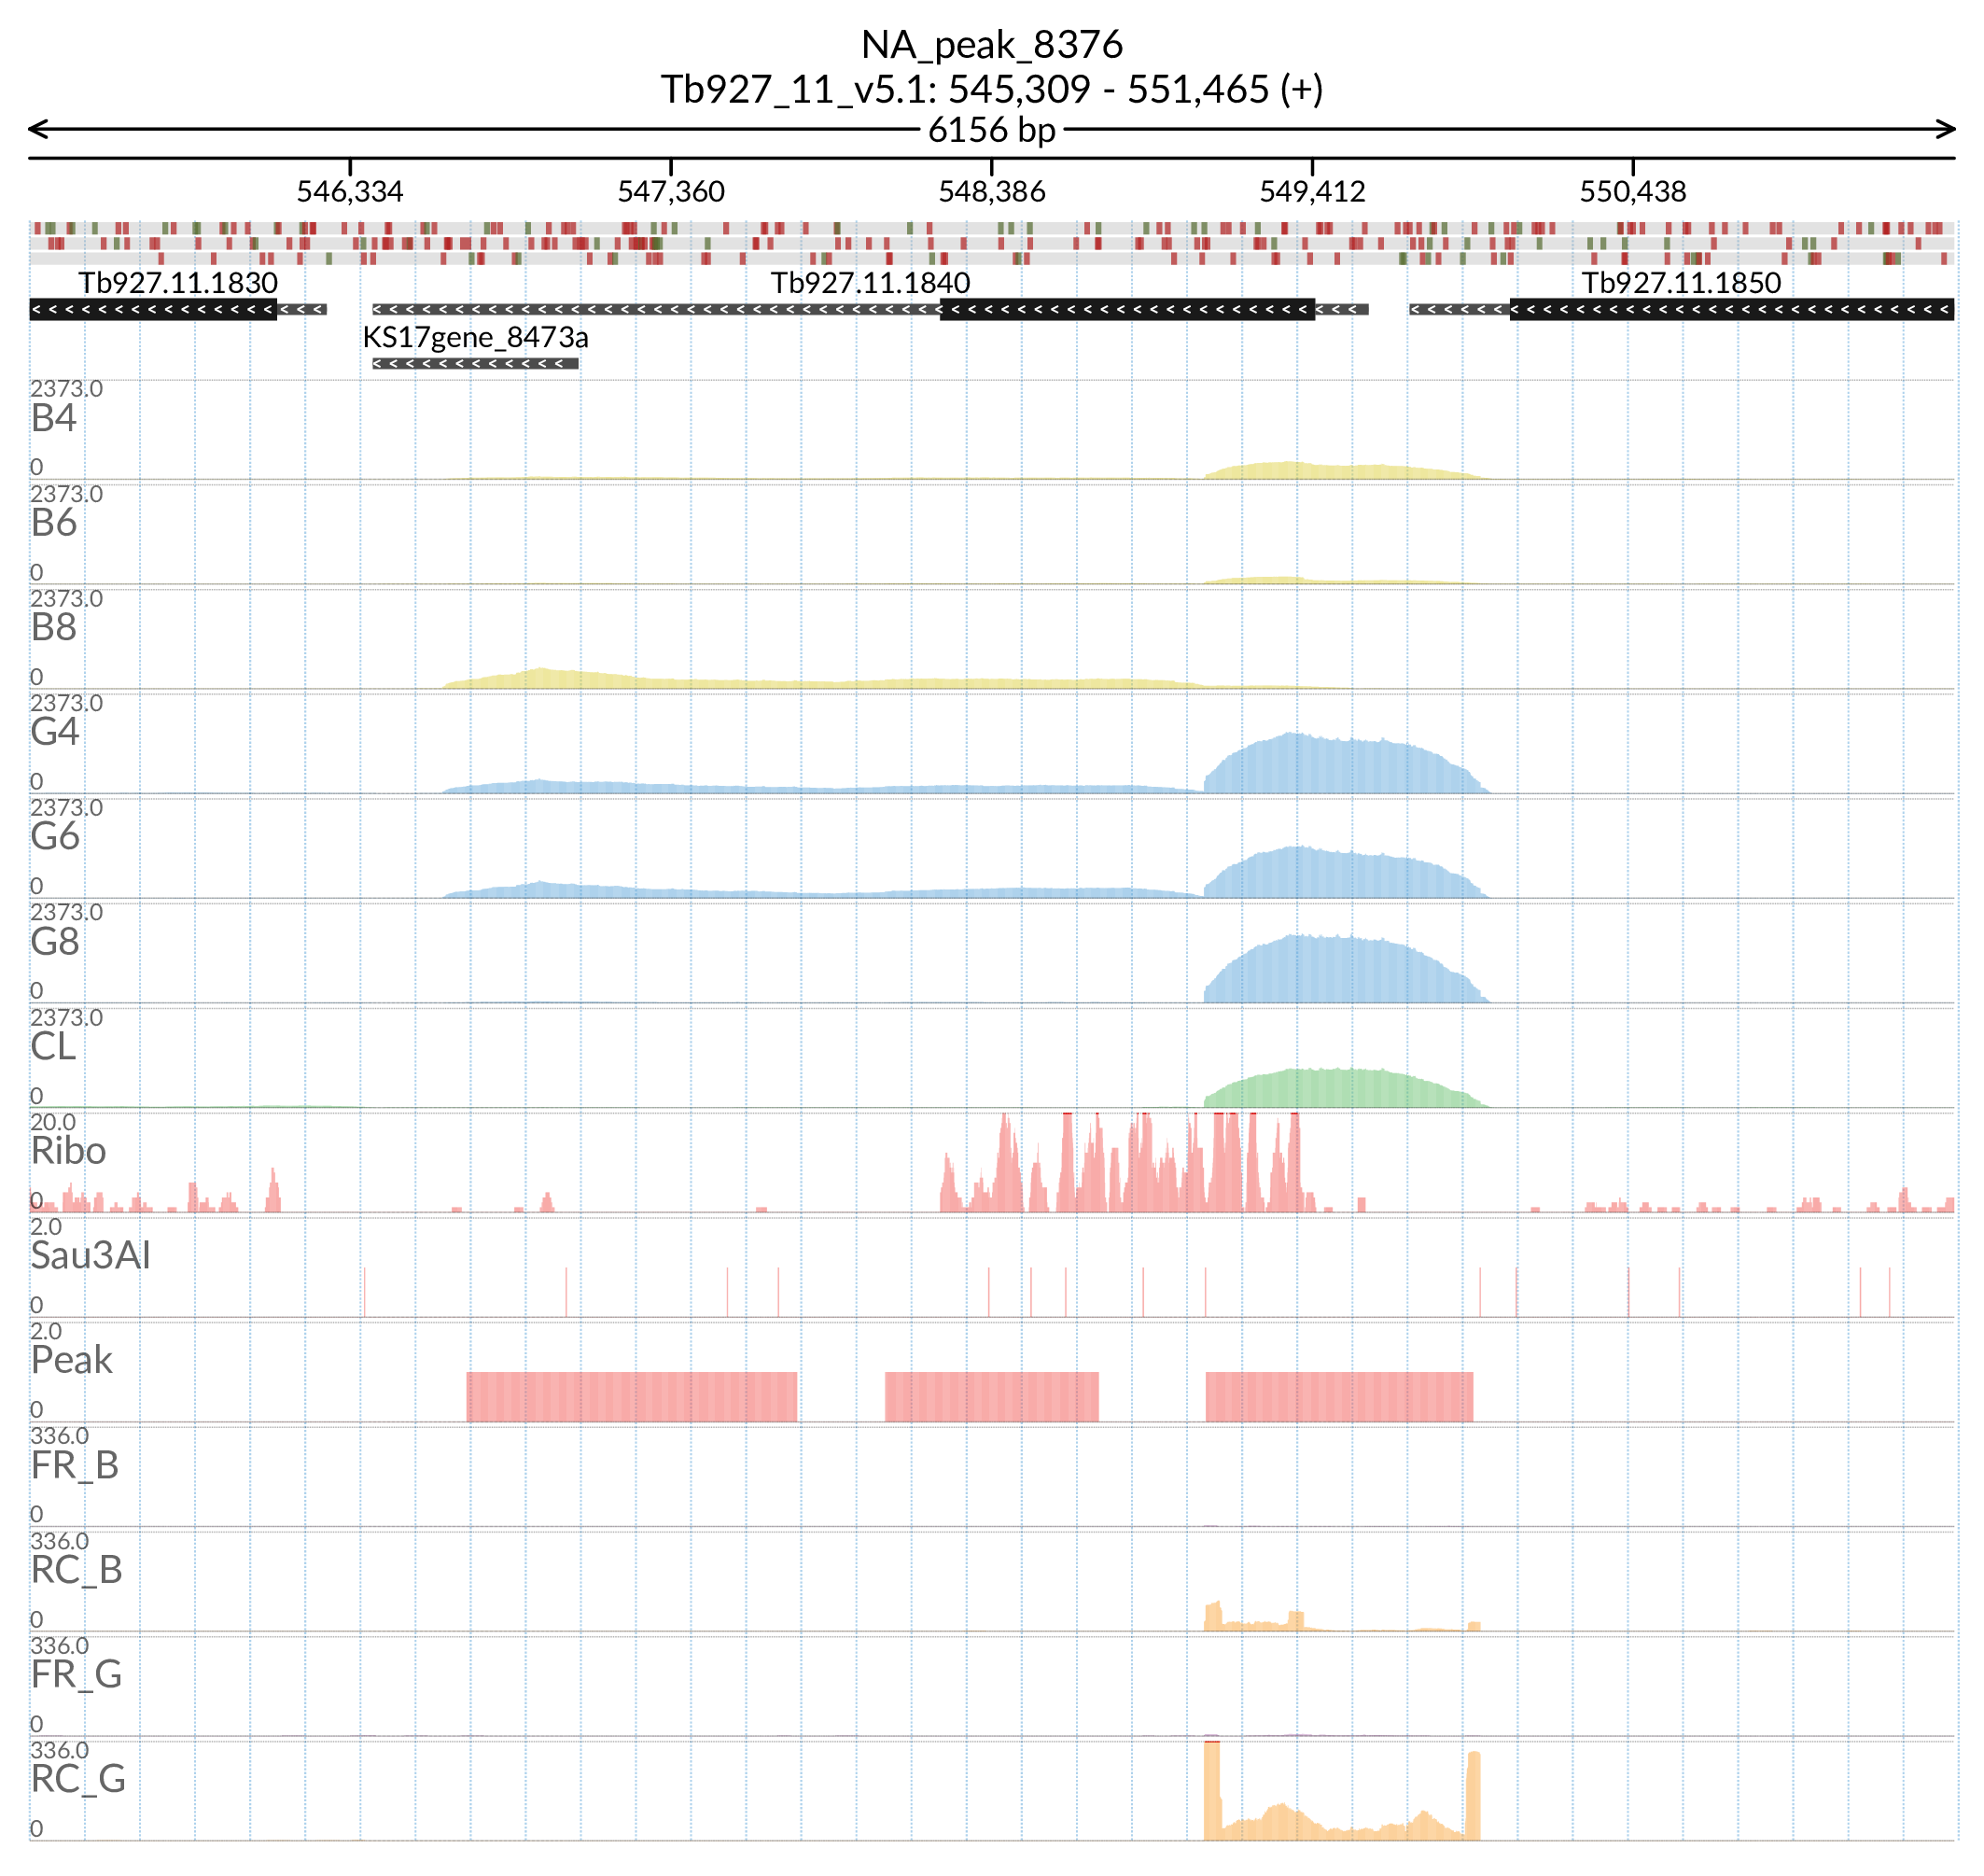 NA_peak_8376
Tb927_11_v5.1: 545,309 - 551,465 (+)
6156 bp
546,334 547,360 548,386 549,412 550,438
Tb927.11.1830 Tb927.11.1840 Tb927.11.1850
KS17gene_8473a
2373.0
B4
0
2373.0
B6
0
2373.0
B8
0
2373.0
G4
0
2373.0
G6
0
2373.0
G8
0
2373.0
CL
0
20.0
Ribo
0
2.0
Sau3AI
0
2.0
Peak
0
336.0
FR_B
0
336.0
RC_B
0
336.0
FR_G
0
336.0
RC_G
0